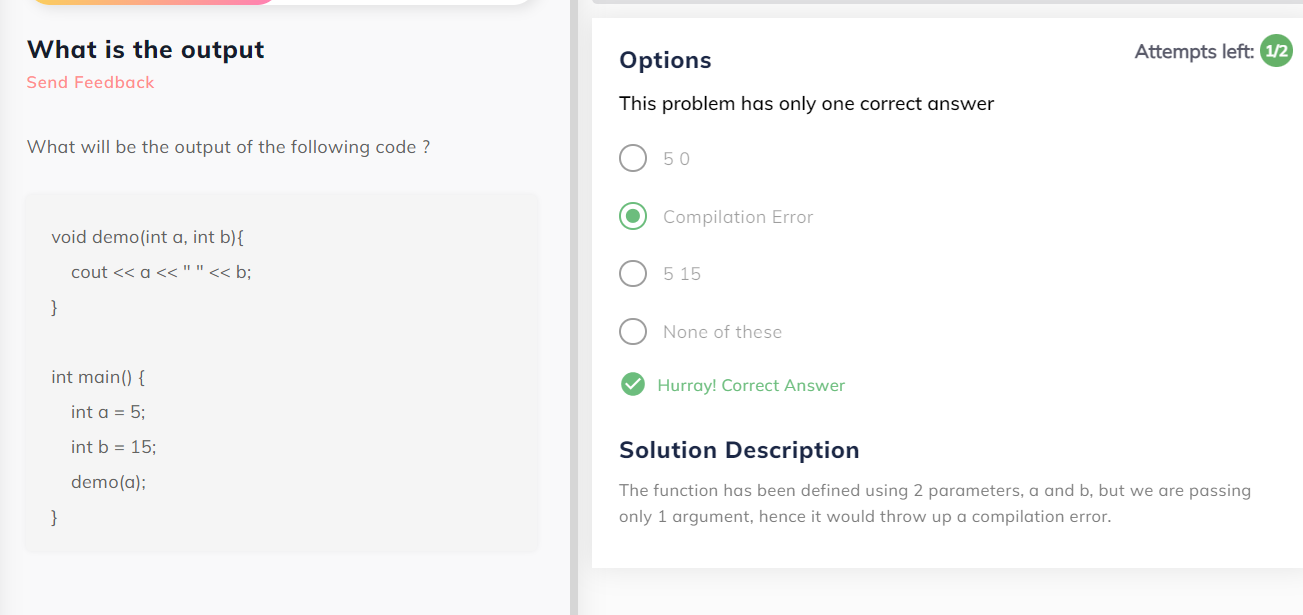 What is the output
Send Feedback
What will be the output of the following code ?
void demo(int a, int b){
cout << a << " " << b;
}
int main() {
int a = 5;
int b = 15;
demo(a);
}
Options
Attempts left: 1/2
This problem has only one correct answer
5 0
Compilation Error
5 15
None of these
Hurray! Correct Answer
Solution Description
The function has been defined using 2 parameters, a and b, but we are passing
only 1 argument, hence it would throw up a compilation error.